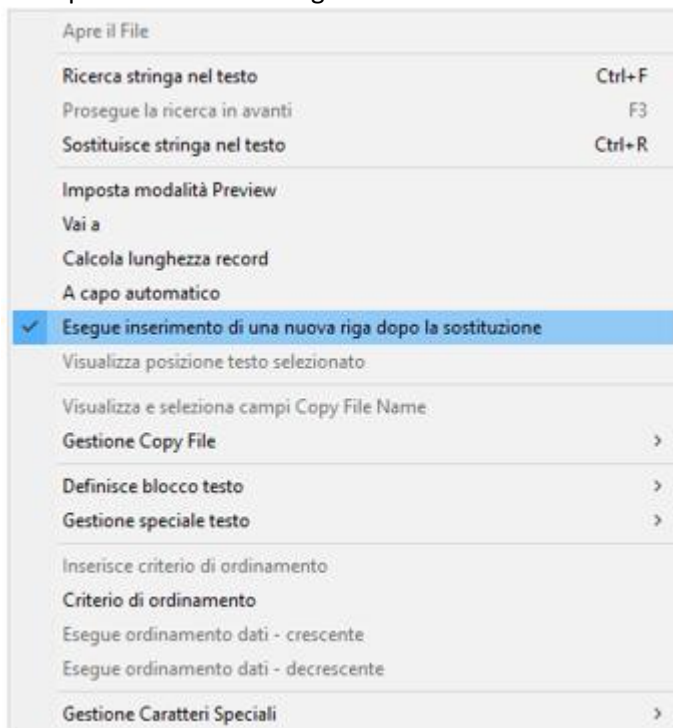 Apre il File
Ricerca stringa nel testo Ctrl+F
Prosegue la ricerca in avanti F3
Sostituisce stringa nel testo Ctrl+R
Imposta modalità Preview
Vai a
Calcola lunghezza record
A capo automatico
Esegue inserimento di una nuova riga dopo la sostituzione
Visualizza posizione testo selezionato
Visualizza e seleziona campi Copy File Name
Gestione Copy File
Definisce blocco testo
Gestione speciale testo
Inserisce criterio di ordinamento
Criterio di ordinamento
Esegue ordinamento dati - crescente
Esegue ordinamento dati - decrescente
Gestione Caratteri Speciali